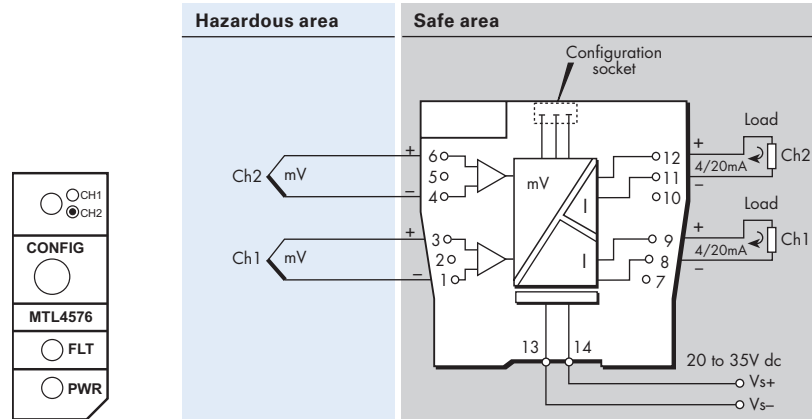 Hazardous area
Safe area
Configuration
socket
Load
+
6
12
Ch2
mV
5
mV
11
4/20mA
Ch2
−
4
I
10
−
CH1
CH2
Load
+
3
9
+
CONFIG
Ch1
mV
2
I
8
4/20mA
Ch1
−
1
7
−
MTL4576
FLT
13
14
20 to 35V dc
PWR
Vs+
Vs−